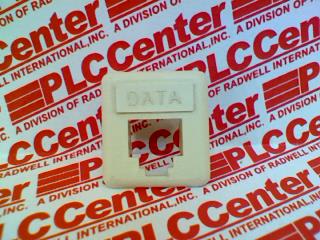 PLCCenter
A DIVISION OF RADWELL INTERNATIONAL, INC.
DATA